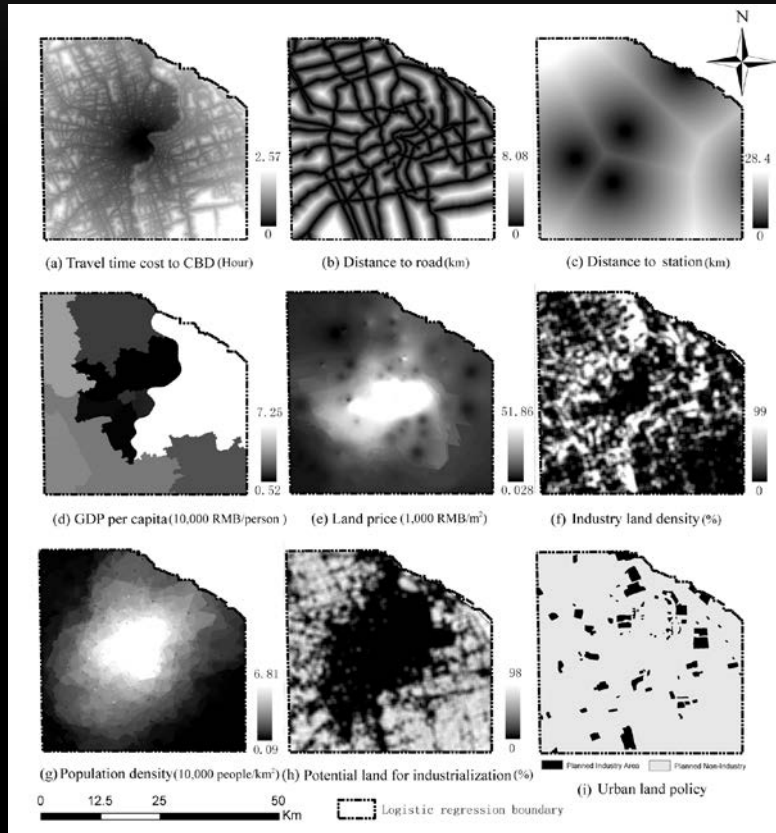 N
2.57
0
8.08
0
28.4
0
(a) Travel time cost to CBD(Hour)
(b) Distance to road(km)
(c) Distance to station(km)
7.25
0.52
51.86
0.028
99
0
(d) GDP per capita(10,000 RMB/person)
(e) Land price(1,000 RMB/m²)
(f) Industry land density(%)
6.81
0.09
98
0
Planned Industry Area
Planned Non-Industry
(g) Population density(10,000 people/km²)
(h) Potential land for industrialization(%)
(i) Urban land policy
0 12.5 25 50
Km
Logistic regression boundary